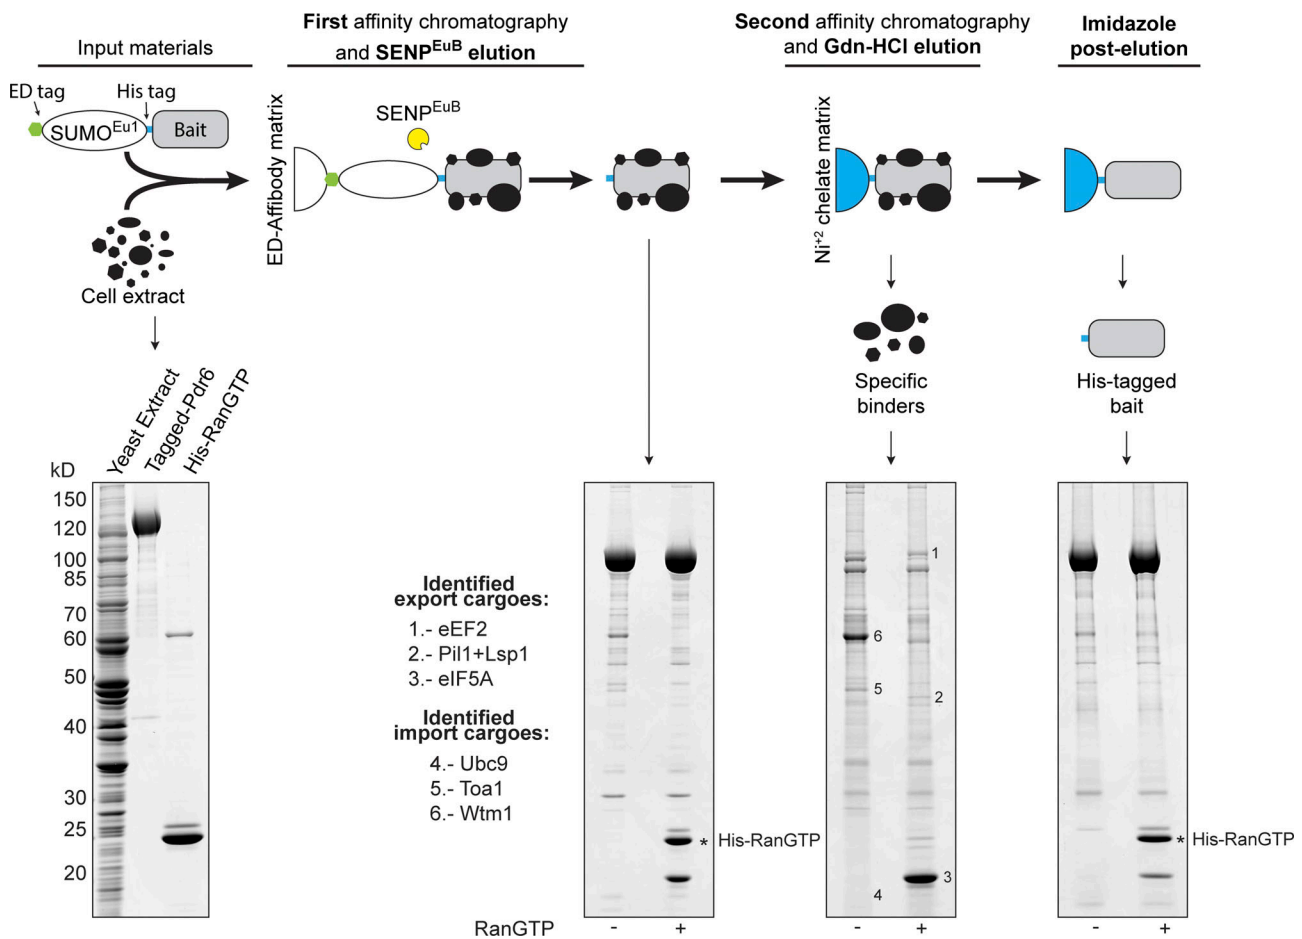 Input materials
First affinity chromatography
and SENPEuB elution
Second affinity chromatography
and Gdn-HCl elution
Imidazole
post-elution
ED tag
His tag
SUMOEu1
Bait
Cell extract
ED-Affibody matrix
SENPEuB
Ni+2 chelate matrix
Specific
binders
His-tagged
bait
Yeast Extract
Tagged-Pdr6
His-RanGTP
kD
150
120
100
85
70
60
50
40
30
25
20
Identified
export cargoes:
1.- eEF2
2.- Pil1+Lsp1
3.- eIF5A
Identified
import cargoes:
4.- Ubc9
5.- Toa1
6.- Wtm1
* His-RanGTP
1
6
5
2
3
4
* His-RanGTP
RanGTP - + - + - +